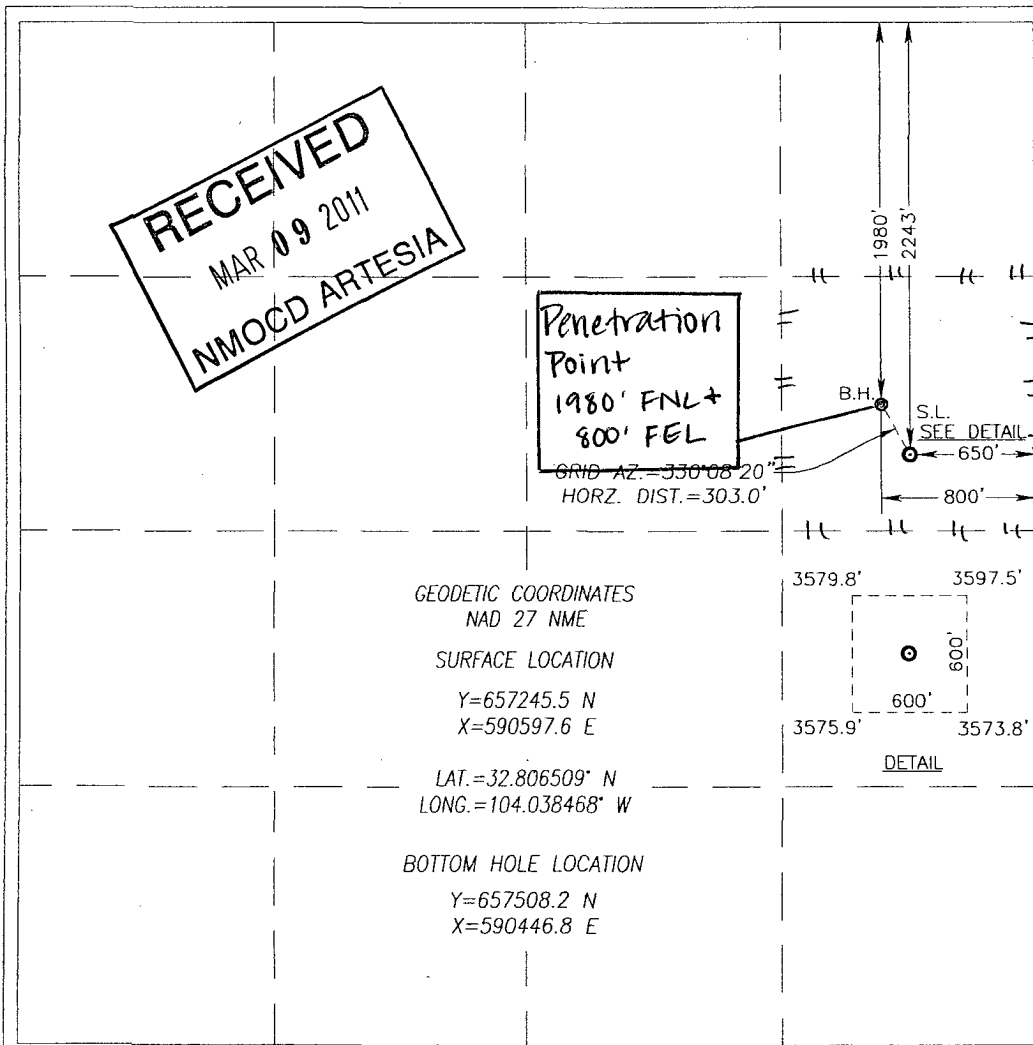 RECEIVED
MAR 09 2011
NMOCD ARTESIA
1980'
2243'
Penetration
Point
1980' FNL+
800' FEL
B.H.
S.L.
SEE DETAIL
650'
GRID AZ.=330°08'20"
HORZ. DIST.=303.0'
800'
GEODETIC COORDINATES
NAD 27 NME
SURFACE LOCATION
Y=657245.5 N
X=590597.6 E
LAT.=32.806509° N
LONG.=104.038468° W
BOTTOM HOLE LOCATION
Y=657508.2 N
X=590446.8 E
3579.8' 3597.5'
600'
600'
3575.9' 3573.8'
DETAIL